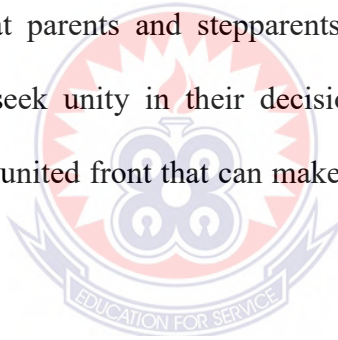 at parents and stepparents
seek unity in their decisio
united front that can make
EDUCATION FOR SERVICE